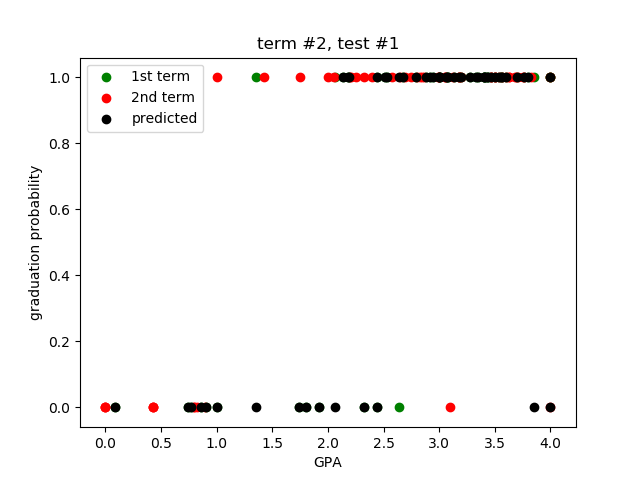 term #2, test #1
1st term
2nd term
predicted
graduation probability
1.0
0.8
0.6
0.4
0.2
0.0
0.0 0.5 1.0 1.5 2.0 2.5 3.0 3.5 4.0
GPA